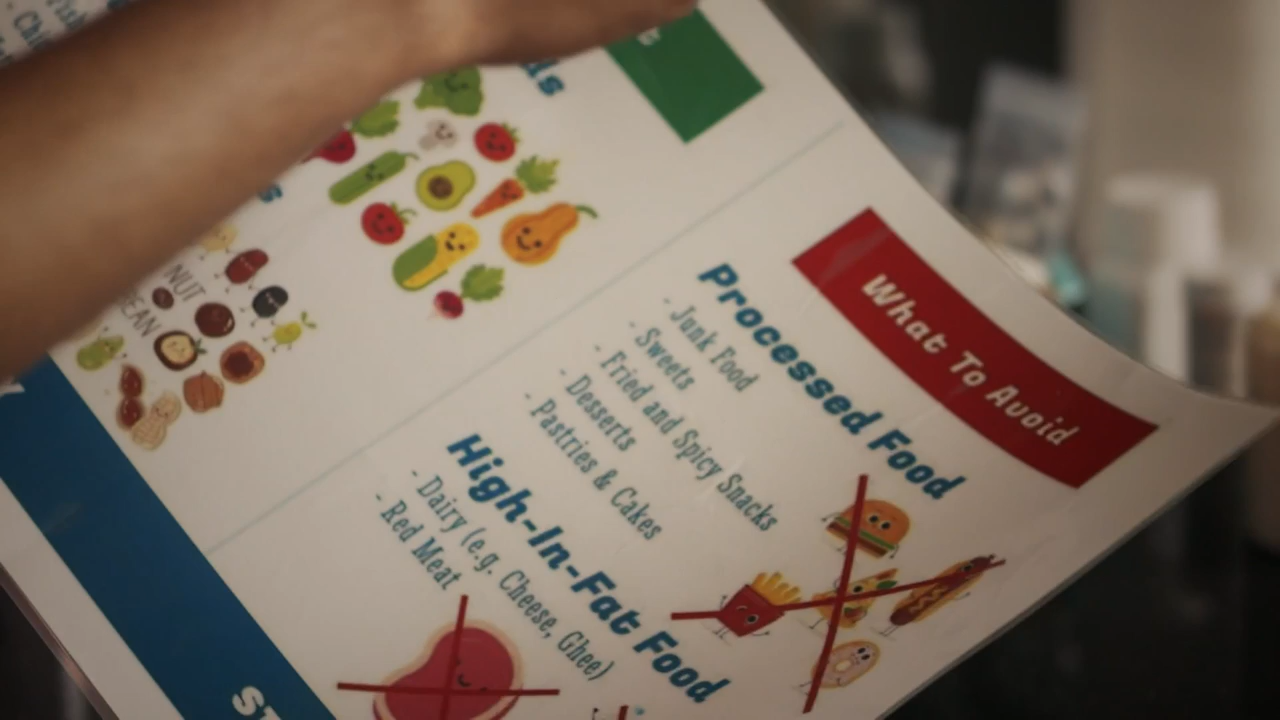 NUT
BEAN
What To Avoid
Processed Food
- Junk Food
- Sweets
- Fried and Spicy Snacks
- Desserts
- Pastries & Cakes
High-In-Fat Food
- Dairy (e.g. Cheese, Ghee)
- Red Meat